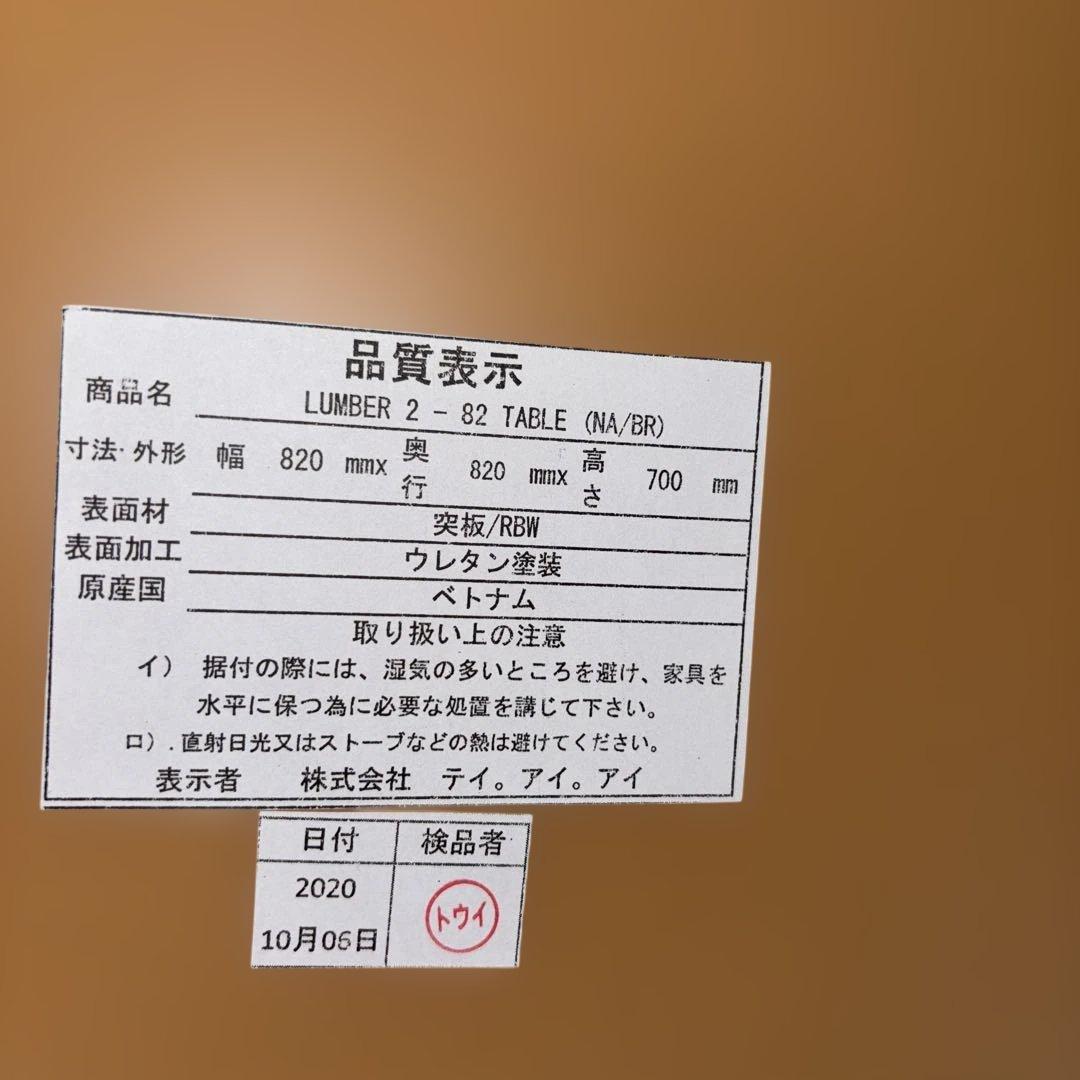 品質表示
商品名 LUMBER 2 - 82 TABLE (NA/BR)
寸法・外形 幅 820 mmx 奥行 820 mmx 高さ 700 mm
表面材 突板/RBW
表面加工 ウレタン塗装
原産国 ベトナム
取り扱い上の注意
イ） 据付の際には、湿気の多いところを避け、家具を
水平に保つ為に必要な処置を講じて下さい。
ロ）.直射日光又はストーブなどの熱は避けてください。
表示者 株式会社 テイ。アイ。アイ
日付 検品者
2020
10月06日
トウイ